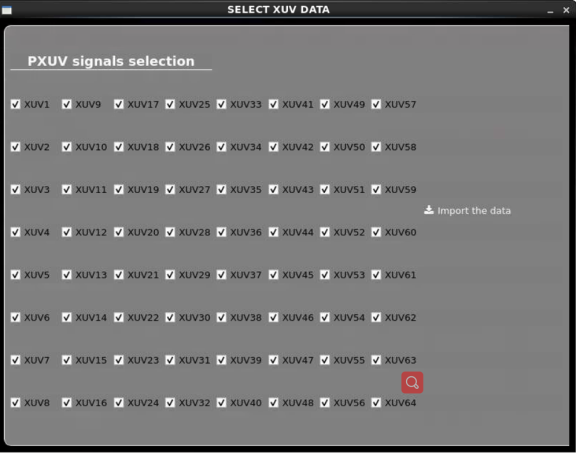 SELECT XUV DATA
PXUV signals selection
XUV1 XUV9 XUV17 XUV25 XUV33 XUV41 XUV49 XUV57
XUV2 XUV10 XUV18 XUV26 XUV34 XUV42 XUV50 XUV58
XUV3 XUV11 XUV19 XUV27 XUV35 XUV43 XUV51 XUV59
Import the data
XUV4 XUV12 XUV20 XUV28 XUV36 XUV44 XUV52 XUV60
XUV5 XUV13 XUV21 XUV29 XUV37 XUV45 XUV53 XUV61
XUV6 XUV14 XUV22 XUV30 XUV38 XUV46 XUV54 XUV62
XUV7 XUV15 XUV23 XUV31 XUV39 XUV47 XUV55 XUV63
XUV8 XUV16 XUV24 XUV32 XUV40 XUV48 XUV56 XUV64